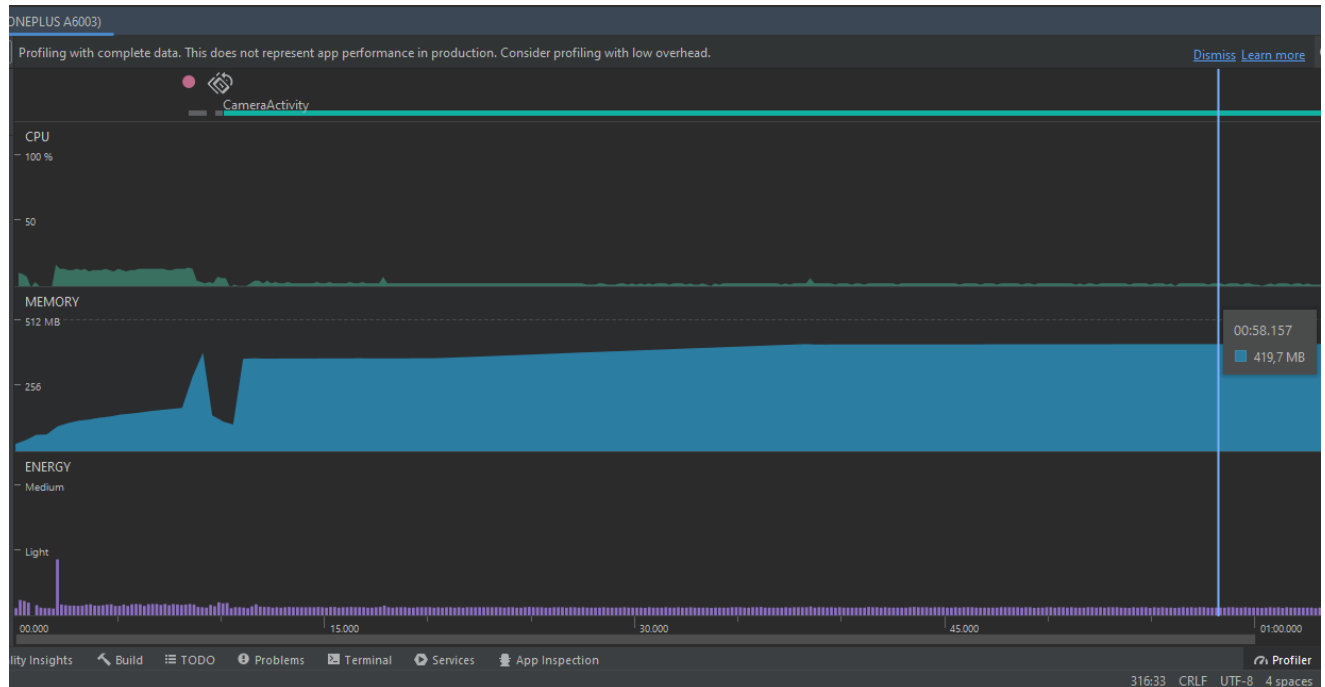 ONEPLUS A6003)
Profiling with complete data. This does not represent app performance in production. Consider profiling with low overhead. Dismiss Learn more
CameraActivity
CPU
100 %
50
MEMORY
512 MB
00:58.157
419,7 MB
256
ENERGY
Medium
Light
00.000 15.000 30.000 45.000 01:00.000
lity Insights Build TODO Problems Terminal Services App Inspection Profiler
316:33 CRLF UTF-8 4 spaces